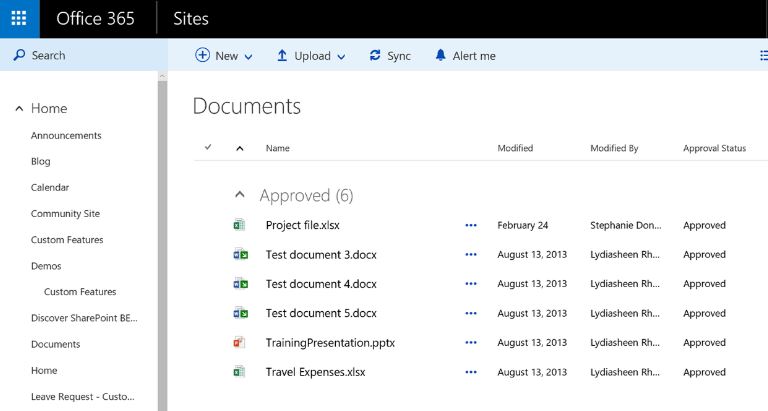 Office 365 Sites
Search New Upload Sync Alert me
Home
Announcements
Blog
Calendar
Community Site
Custom Features
Demos
Custom Features
Discover SharePoint BE...
Documents
Home
Leave Request - Custo...
Documents
Name Modified Modified By Approval Status
Approved (6)
Project file.xlsx ... February 24 Stephanie Don... Approved
Test document 3.docx ... August 13, 2013 Lydiasheen Rh... Approved
Test document 4.docx ... August 13, 2013 Lydiasheen Rh... Approved
Test document 5.docx ... August 13, 2013 Lydiasheen Rh... Approved
TrainingPresentation.pptx ... August 13, 2013 Lydiasheen Rh... Approved
Travel Expenses.xlsx ... August 13, 2013 Lydiasheen Rh... Approved